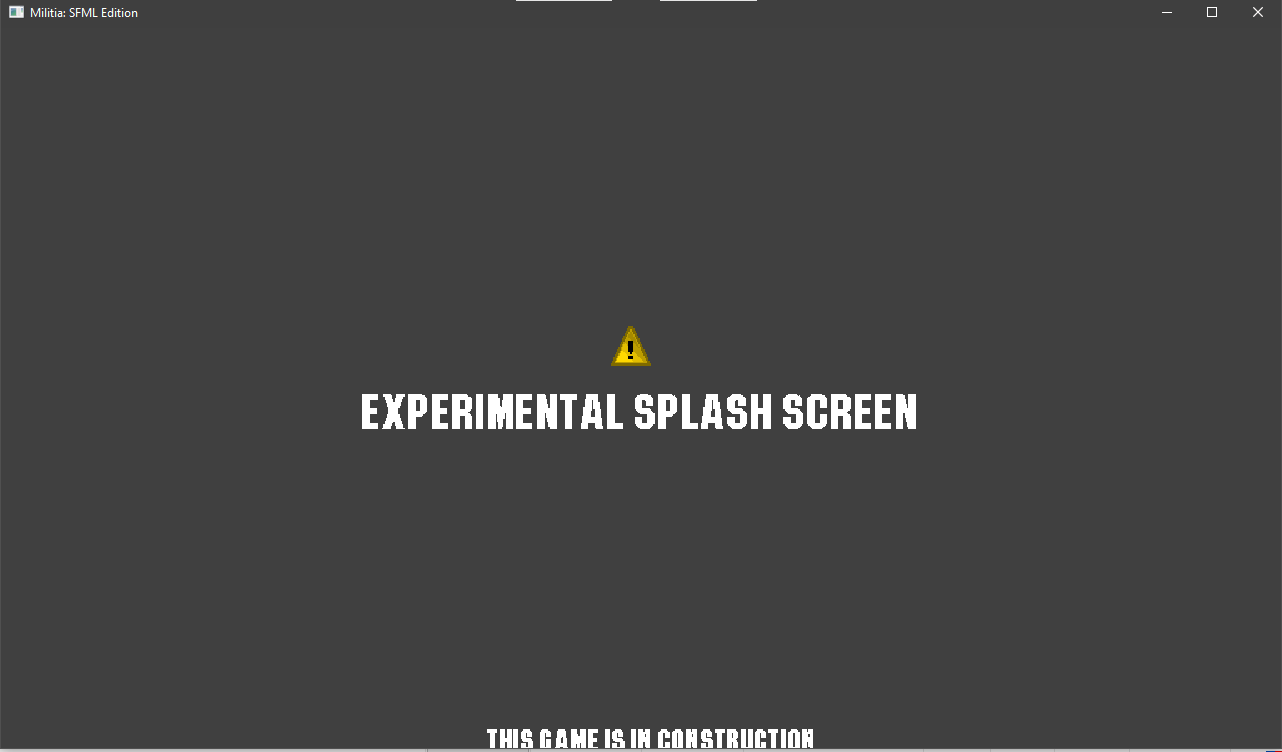 Militia: SFML Edition
!
EXPERIMENTAL SPLASH SCREEN
THIS GAME IS IN CONSTRUCTION